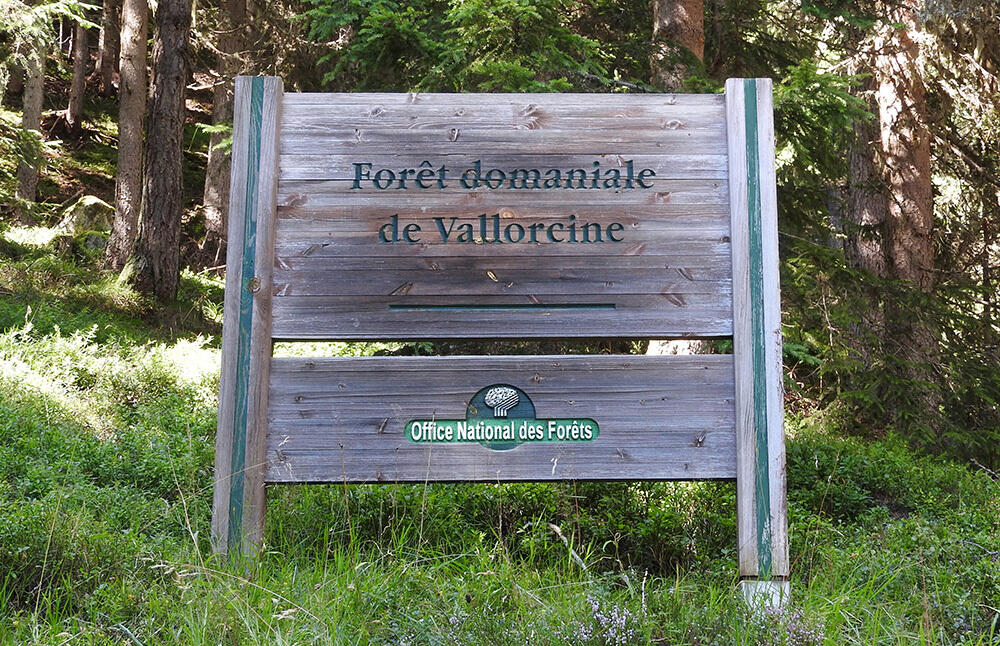 Forêt domaniale
de Vallorcine
Office National des Forêts